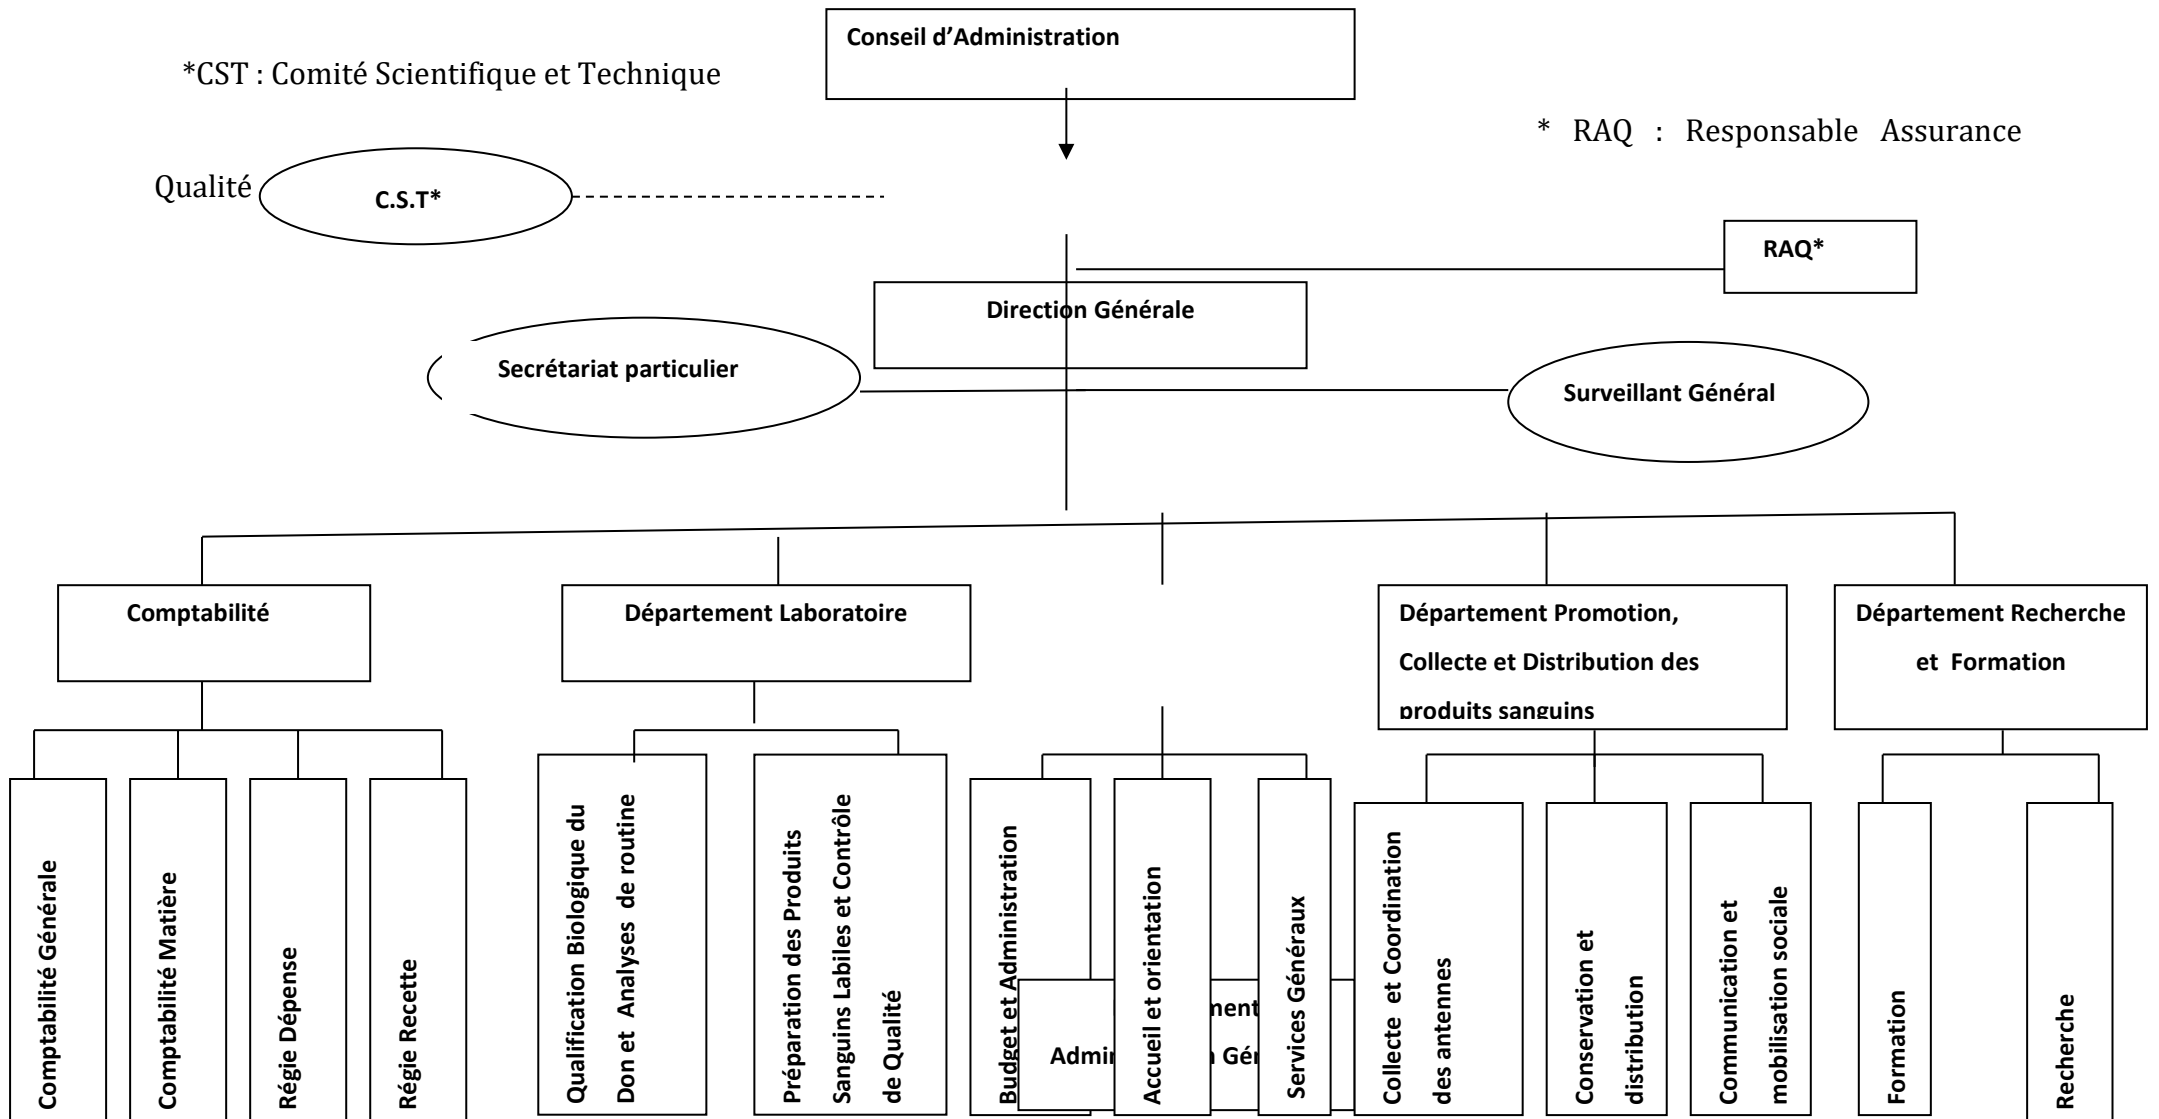 Conseil d’Administration
*CST : Comité Scientifique et Technique
* RAQ : Responsable Assurance
Qualité
C.S.T*
RAQ*
Direction Générale
Secrétariat particulier
Surveillant Général
Comptabilité
Département Laboratoire
Département Promotion,
Collecte et Distribution des
produits sanguins
Département Recherche
et Formation
Comptabilité Générale
Comptabilité Matière
Régie Dépense
Régie Recette
Qualification Biologique du
Don et Analyses de routine
Préparation des Produits
Sanguins Labiles et Contrôle
de Qualité
Budget et Administration
Accueil et orientation
Services Généraux
Collecte et Coordination
des antennes
Conservation et
distribution
Communication et
mobilisation sociale
Formation
Recherche